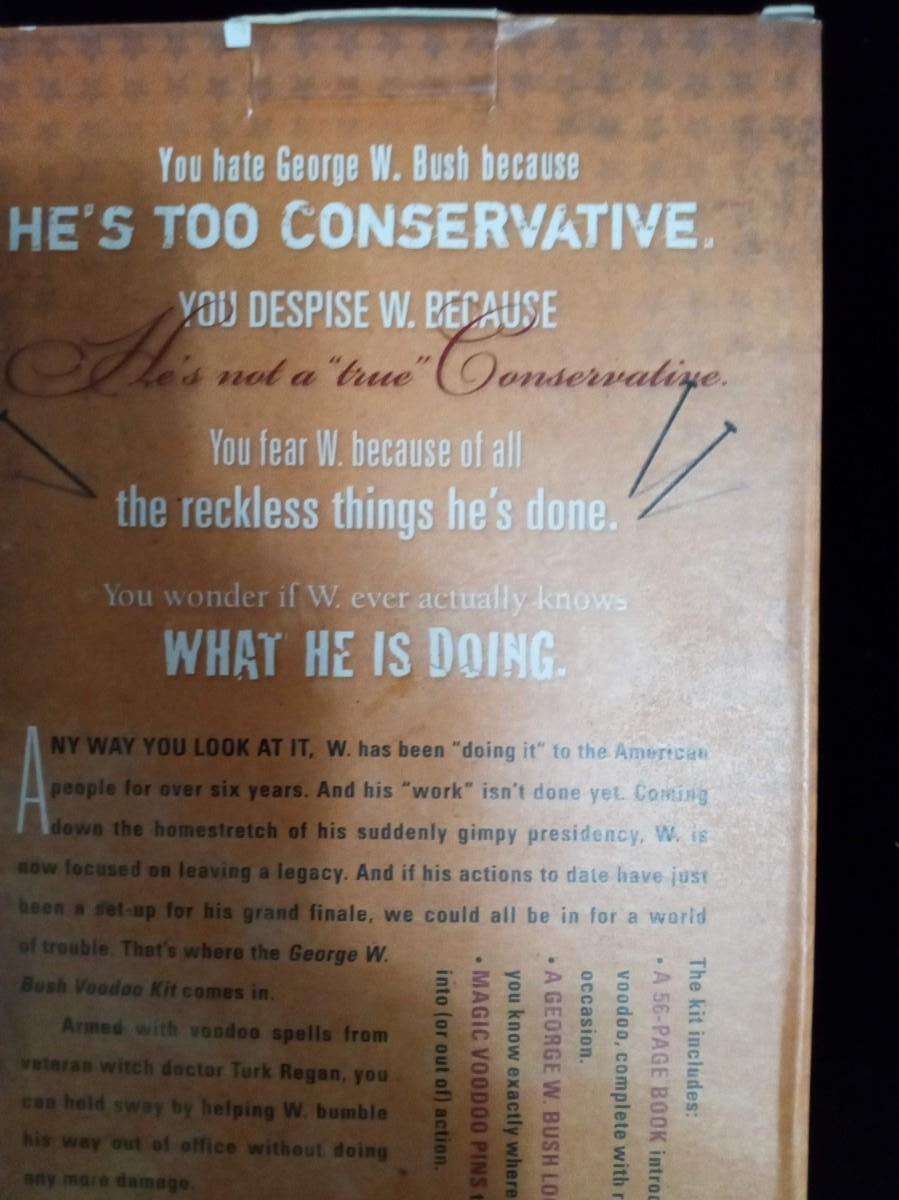 You hate George W. Bush because
HE'S TOO CONSERVATIVE.
YOU DESPISE W. BECAUSE
He's not a "true" Conservative.
You fear W. because of all
the reckless things he's done.
You wonder if W. ever actually knows
WHAT HE IS DOING.
ANY WAY YOU LOOK AT IT, W. has been "doing it" to the American
people for over six years. And his "work" isn't done yet. Coming
down the homestretch of his suddenly gimpy presidency, W. is
now focused on leaving a legacy. And if his actions to date have just
been a set-up for his grand finale, we could all be in for a world
of trouble. That's where the George W.
Bush Voodoo Kit comes in.
Armed with voodoo spells from
veteran witch doctor Turk Regan, you
can hold sway by helping W. bumble
his way out of office without doing
any more damage.
The kit includes:
• A 56-PAGE BOOK introd
voodoo, complete with
occasion.
• A GEORGE W. BUSH
you know exactly where
• MAGIC VOODOO PINS
into (or out of) action.